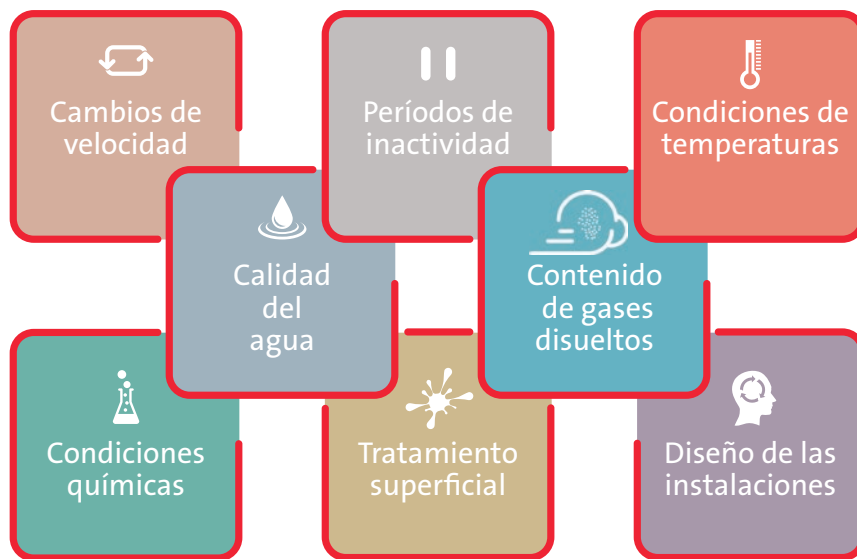 Cambios de
velocidad
Períodos de
inactividad
Condiciones de
temperaturas
Calidad
del
agua
Contenido
de gases
disueltos
Condiciones
químicas
Tratamiento
superficial
Diseño de las
instalaciones